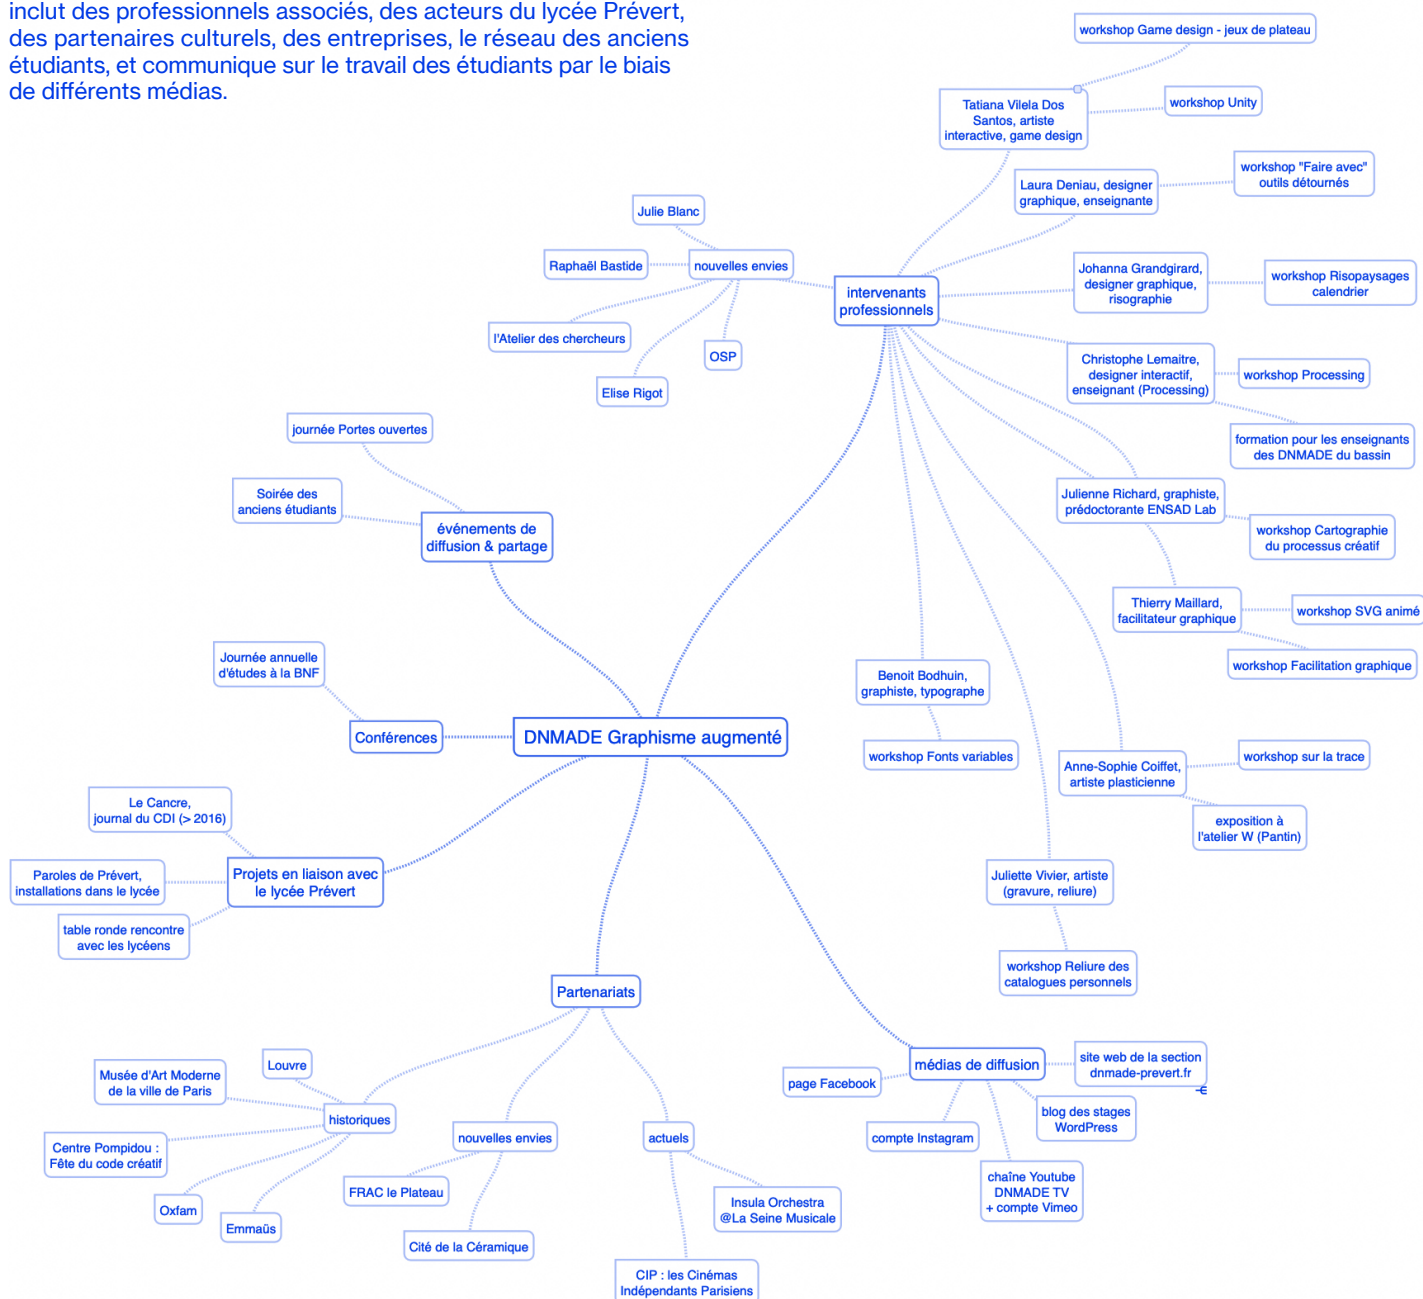 inclut des professionnels associés, des acteurs du lycée Prévert,
des partenaires culturels, des entreprises, le réseau des anciens
étudiants, et communique sur le travail des étudiants par le biais
de différents médias.
workshop Game design - jeux de plateau
Tatiana Vilela Dos
Santos, artiste
interactive, game design
workshop Unity
Laura Deniau, designer
graphique, enseignante
workshop "Faire avec"
outils détournés
Julie Blanc
Raphaël Bastide
nouvelles envies
l'Atelier des chercheurs
OSP
Elise Rigot
intervenants
professionnels
Johanna Grandgirard,
designer graphique,
risographie
workshop Risopaysages
calendrier
Christophe Lemaitre,
designer interactif,
enseignant (Processing)
workshop Processing
formation pour les enseignants
des DNMADE du bassin
journée Portes ouvertes
Soirée des
anciens étudiants
événements de
diffusion & partage
Julienne Richard, graphiste,
prédoctorante ENSAD Lab
workshop Cartographie
du processus créatif
Thierry Maillard,
facilitateur graphique
workshop SVG animé
workshop Facilitation graphique
Journée annuelle
d'études à la BNF
Conférences
DNMADE Graphisme augmenté
Benoit Bodhuin,
graphiste, typographe
workshop Fonts variables
Anne-Sophie Coiffet,
artiste plasticienne
workshop sur la trace
exposition à
l'atelier W (Pantin)
Le Cancre,
journal du CDI (> 2016)
Paroles de Prévert,
installations dans le lycée
Projets en liaison avec
le lycée Prévert
table ronde rencontre
avec les lycéens
Juliette Vivier, artiste
(gravure, reliure)
workshop Reliure des
catalogues personnels
Partenariats
Louvre
Musée d'Art Moderne
de la ville de Paris
historiques
Centre Pompidou :
Fête du code créatif
Oxfam
Emmaüs
nouvelles envies
FRAC le Plateau
Cité de la Céramique
actuels
Insula Orchestra
@La Seine Musicale
CIP : les Cinémas
Indépendants Parisiens
médias de diffusion
site web de la section
dnmade-prevert.fr
page Facebook
blog des stages
WordPress
compte Instagram
chaîne Youtube
DNMADE TV
+ compte Vimeo